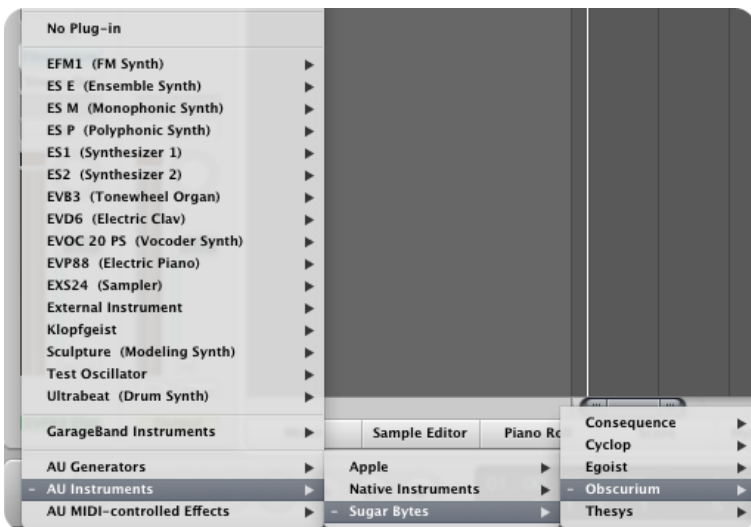 No Plug-in
EFM1 (FM Synth)
ES E (Ensemble Synth)
ES M (Monophonic Synth)
ES P (Polyphonic Synth)
ES1 (Synthesizer 1)
ES2 (Synthesizer 2)
EVB3 (Tonewheel Organ)
EVD6 (Electric Clav)
EVOC 20 PS (Vocoder Synth)
EVP88 (Electric Piano)
EXS24 (Sampler)
External Instrument
Klopfgeist
Sculpture (Modeling Synth)
Test Oscillator
Ultrabeat (Drum Synth)
GarageBand Instruments
AU Generators
- AU Instruments
AU MIDI-controlled Effects
Sample Editor
Piano Ro
Apple
Native Instruments
- Sugar Bytes
Consequence
Cyclop
Egoist
- Obscurium
Thesys